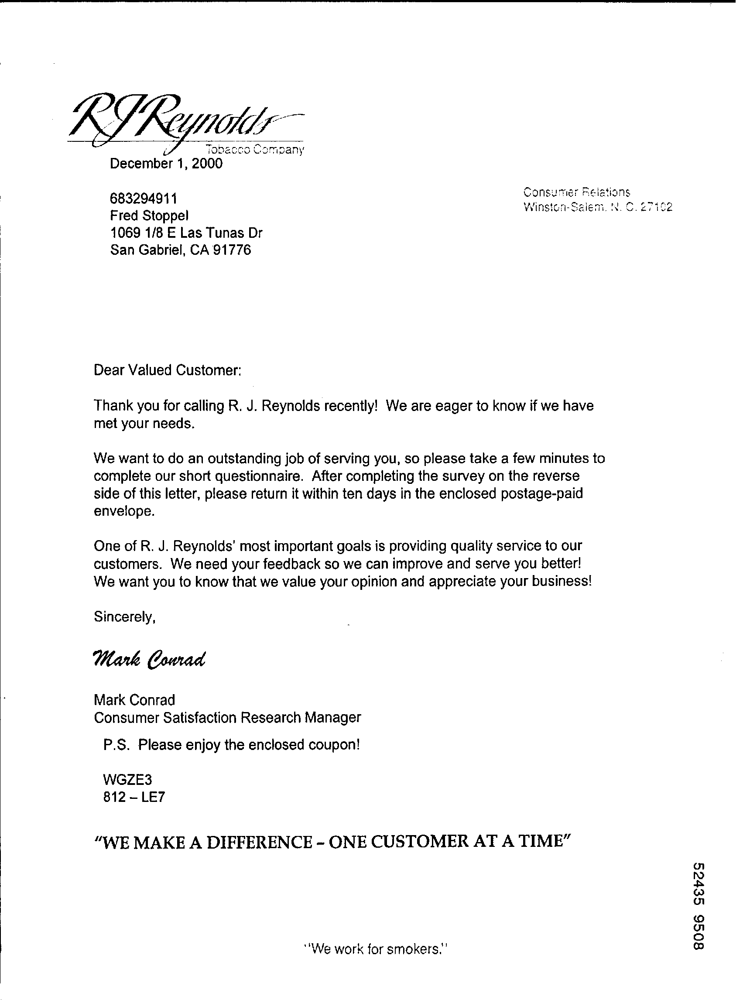 RJReynolds
Tobacco Company
December 1, 2000
683294911
Fred Stoppel
1069 1/8 E Las Tunas Dr
San Gabriel, CA 91776
Consumer Relations
Winston-Salem, N. C. 27102
Dear Valued Customer:
Thank you for calling R. J. Reynolds recently!  We are eager to know if we have
met your needs.
We want to do an outstanding job of serving you, so please take a few minutes to
complete our short questionnaire.  After completing the survey on the reverse
side of this letter, please return it within ten days in the enclosed postage-paid
envelope.
One of R. J. Reynolds' most important goals is providing quality service to our
customers.  We need your feedback so we can improve and serve you better!
We want you to know that we value your opinion and appreciate your business!
Sincerely,
Mark Conrad
Mark Conrad
Consumer Satisfaction Research Manager
P.S.  Please enjoy the enclosed coupon!
WGZE3
812 – LE7
"WE MAKE A DIFFERENCE – ONE CUSTOMER AT A TIME"
52435 9508
"We work for smokers."